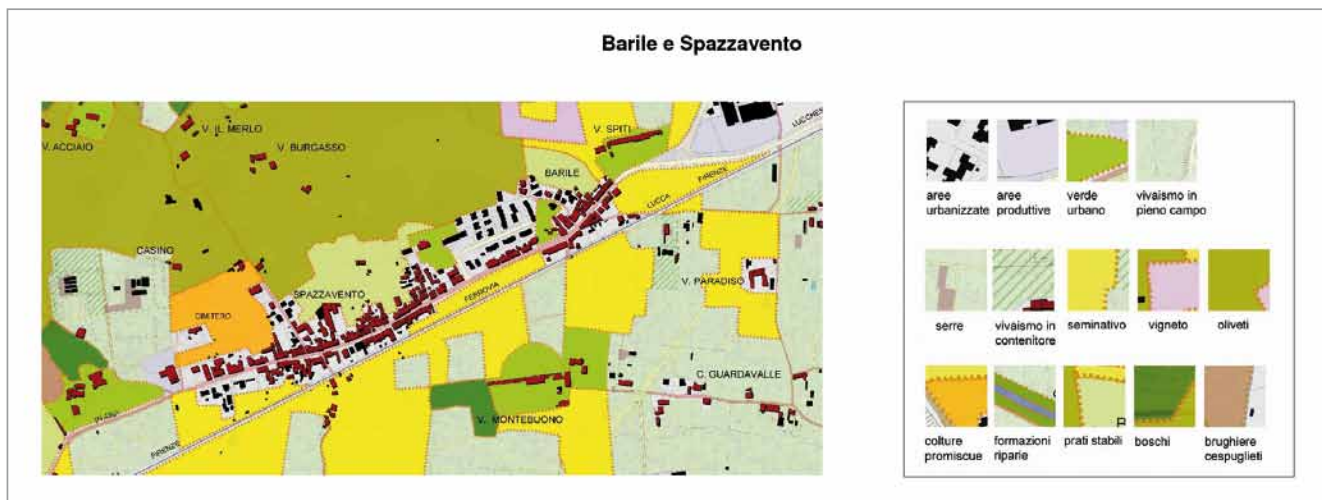 Barile e Spazzavento
V. IL MERLO
V. SPITI
V. ACCIAIO
V. BURGASSO
BARILE
LUCCHESE
FIRENZE
LUCCA
CASINO
SPAZZAVENTO
FERROVIA
V. PARADISO
CIMITERO
C. GUARDAVALLE
V. MONTEBUONO
FIRENZE
aree urbanizzate
aree produttive
verde urbano
vivaismo in pieno campo
serre
vivaismo in contenitore
seminativo
vigneto
oliveti
colture promiscue
formazioni riparie
prati stabili
boschi
brughiere cespuglieti